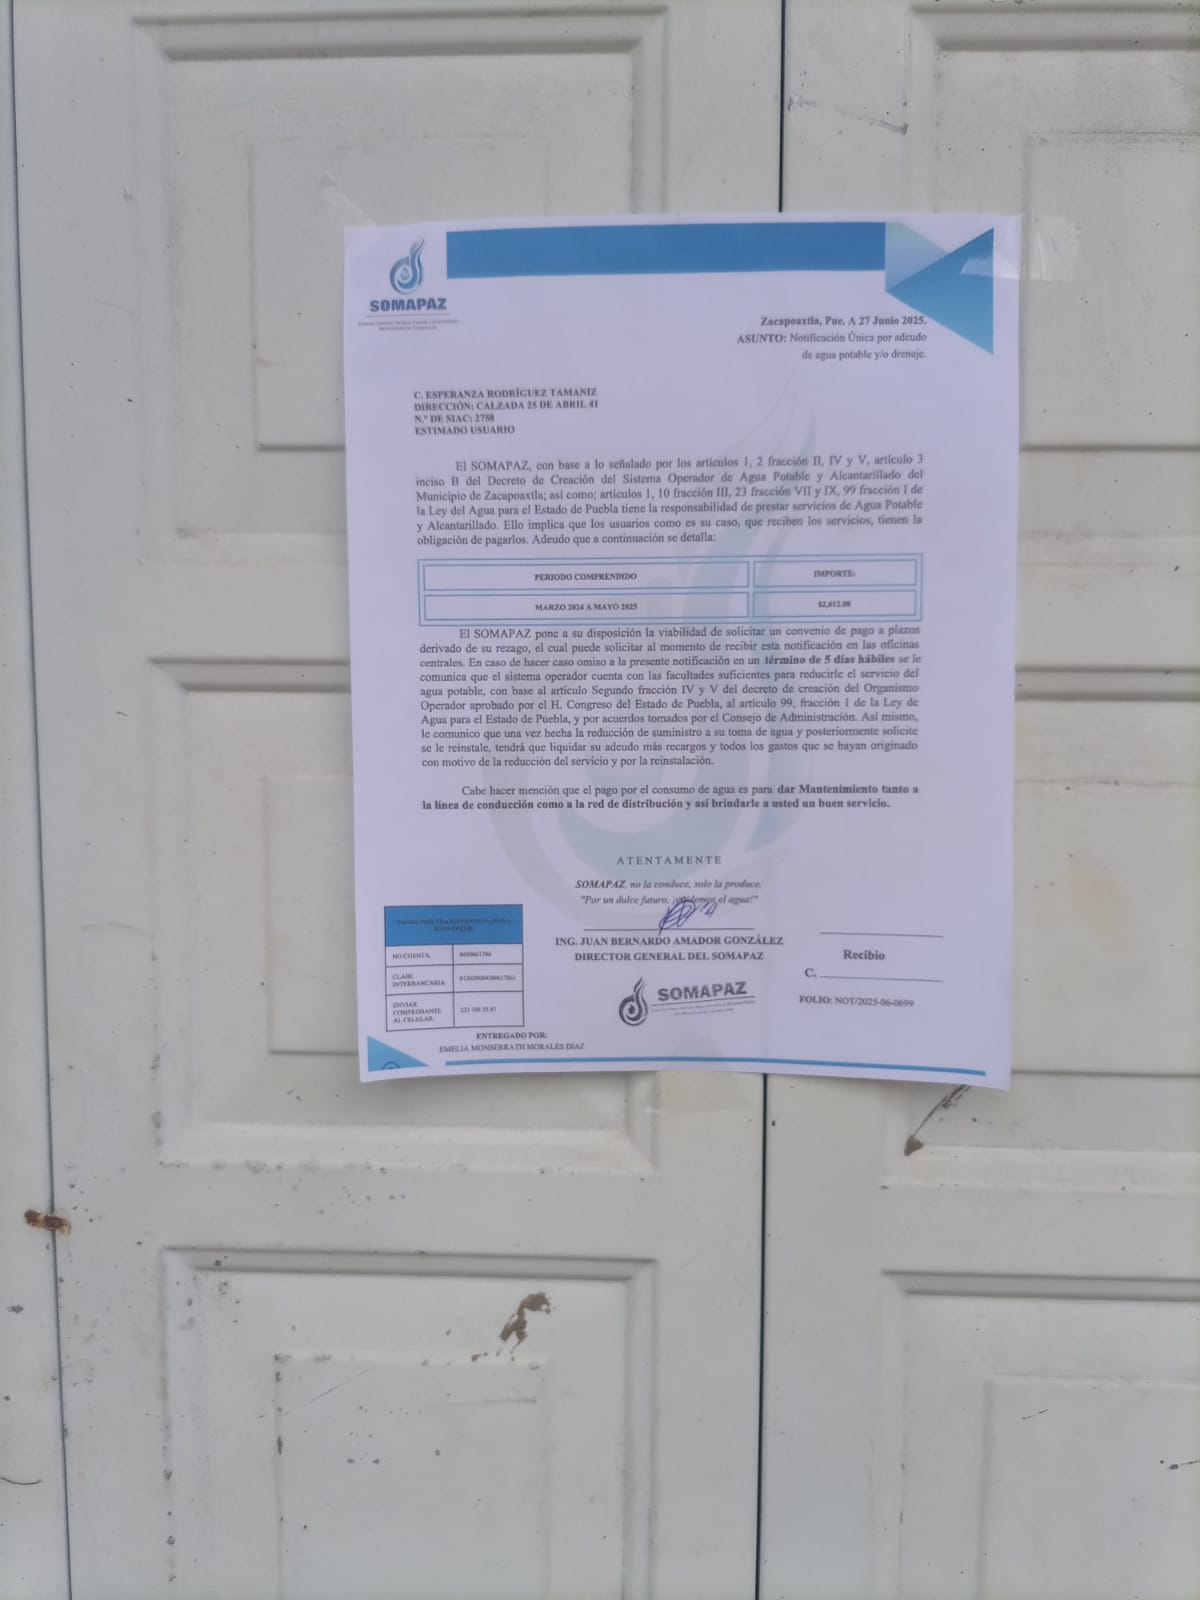 SOMAPAZ
Zacapoaxtla, Pue. A 27 Junio 2025.
ASUNTO: Notificación Única por adeudo
de agua potable y/o drenaje.
C. ESPERANZA RODRÍGUEZ TAMANIZ
DIRECCIÓN: CALZADA 25 DE ABRIL 41
N.° DE SIAC: 2758
ESTIMADO USUARIO
El SOMAPAZ, con base a lo señalado por los artículos 1, 2 fracción II, IV y V, artículo 3
inciso B del Decreto de Creación del Sistema Operador de Agua Potable y Alcantarillado del
Municipio de Zacapoaxtla; así como; artículos 1, 10 fracción III, 23 fracción VII y IX, 99 fracción I de
la Ley del Agua para el Estado de Puebla tiene la responsabilidad de prestar servicios de Agua Potable
y Alcantarillado. Ello implica que los usuarios como es su caso, que reciben los servicios, tienen la
obligación de pagarlos. Adeudo que a continuación se detalla:
PERIODO COMPRENDIDO IMPORTE:
MARZO 2024 A MAYO 2025
El SOMAPAZ pone a su disposición la viabilidad de solicitar un convenio de pago a plazos
derivado de su rezago, el cual puede solicitar al momento de recibir esta notificación en las oficinas
centrales. En caso de hacer caso omiso a la presente notificación en un término de 5 días hábiles se le
comunica que el sistema operador cuenta con las facultades suficientes para reducirle el servicio del
agua potable, con base al artículo Segundo fracción IV y V del decreto de creación del Organismo
Operador aprobado por el H. Congreso del Estado de Puebla, al artículo 99, fracción 1 de la Ley de
Agua para el Estado de Puebla, y por acuerdos tomados por el Consejo de Administración. Así mismo,
le comunico que una vez hecha la reducción de suministro a su toma de agua y posteriormente solicite
se le reinstale, tendrá que liquidar su adeudo más recargos y todos los gastos que se hayan originado
con motivo de la reducción del servicio y por la reinstalación.
Cabe hacer mención que el pago por el consumo de agua es para dar Mantenimiento tanto a
la línea de conducción como a la red de distribución y así brindarle a usted un buen servicio.
ATENTAMENTE
SOMAPAZ, no la conduce, solo la produce.
"Por un dulce futuro, ¡cuidemos el agua!"
ING. JUAN BERNARDO AMADOR GONZÁLEZ
DIRECTOR GENERAL DEL SOMAPAZ
SOMAPAZ
Recibio
C.
FOLIO: NOT/2025-06-0699
PAGOS POR TRANSFERENCIA
BANCOMER:
NO CUENTA:
CLABE
INTERBANCARIA:
ENVIAR
COMPROBANTE
AL CELULAR.
ENTREGADO POR:
EMELIA MONSERRATH MORALES DIAZ